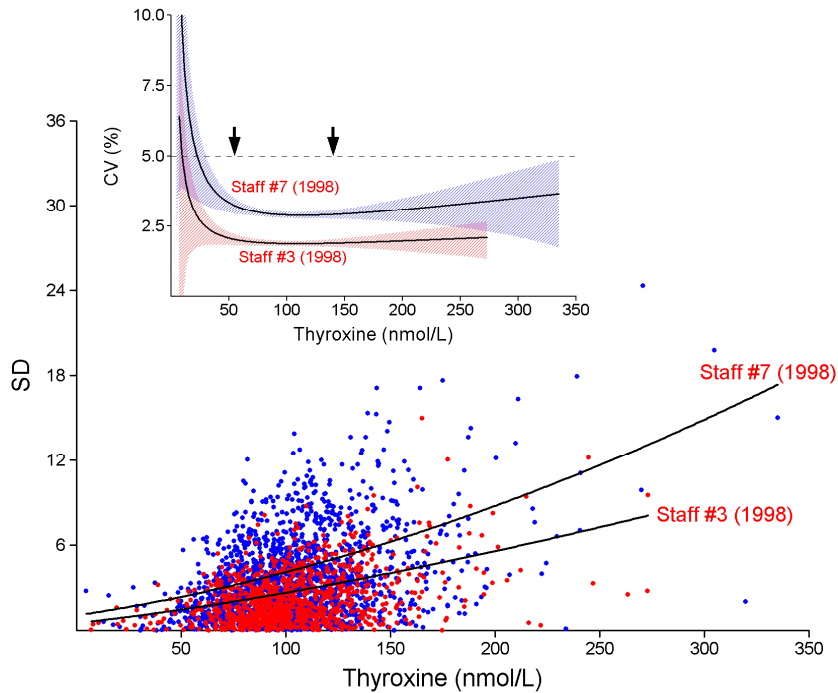 10.0
7.5
5.0
2.5
CV (%)
Staff #7 (1998)
Staff #3 (1998)
50 100 150 200 250 300 350
Thyroxine (nmol/L)
36
30
24
18
12
6
SD
Staff #7 (1998)
Staff #3 (1998)
50 100 150 200 250 300 350
Thyroxine (nmol/L)